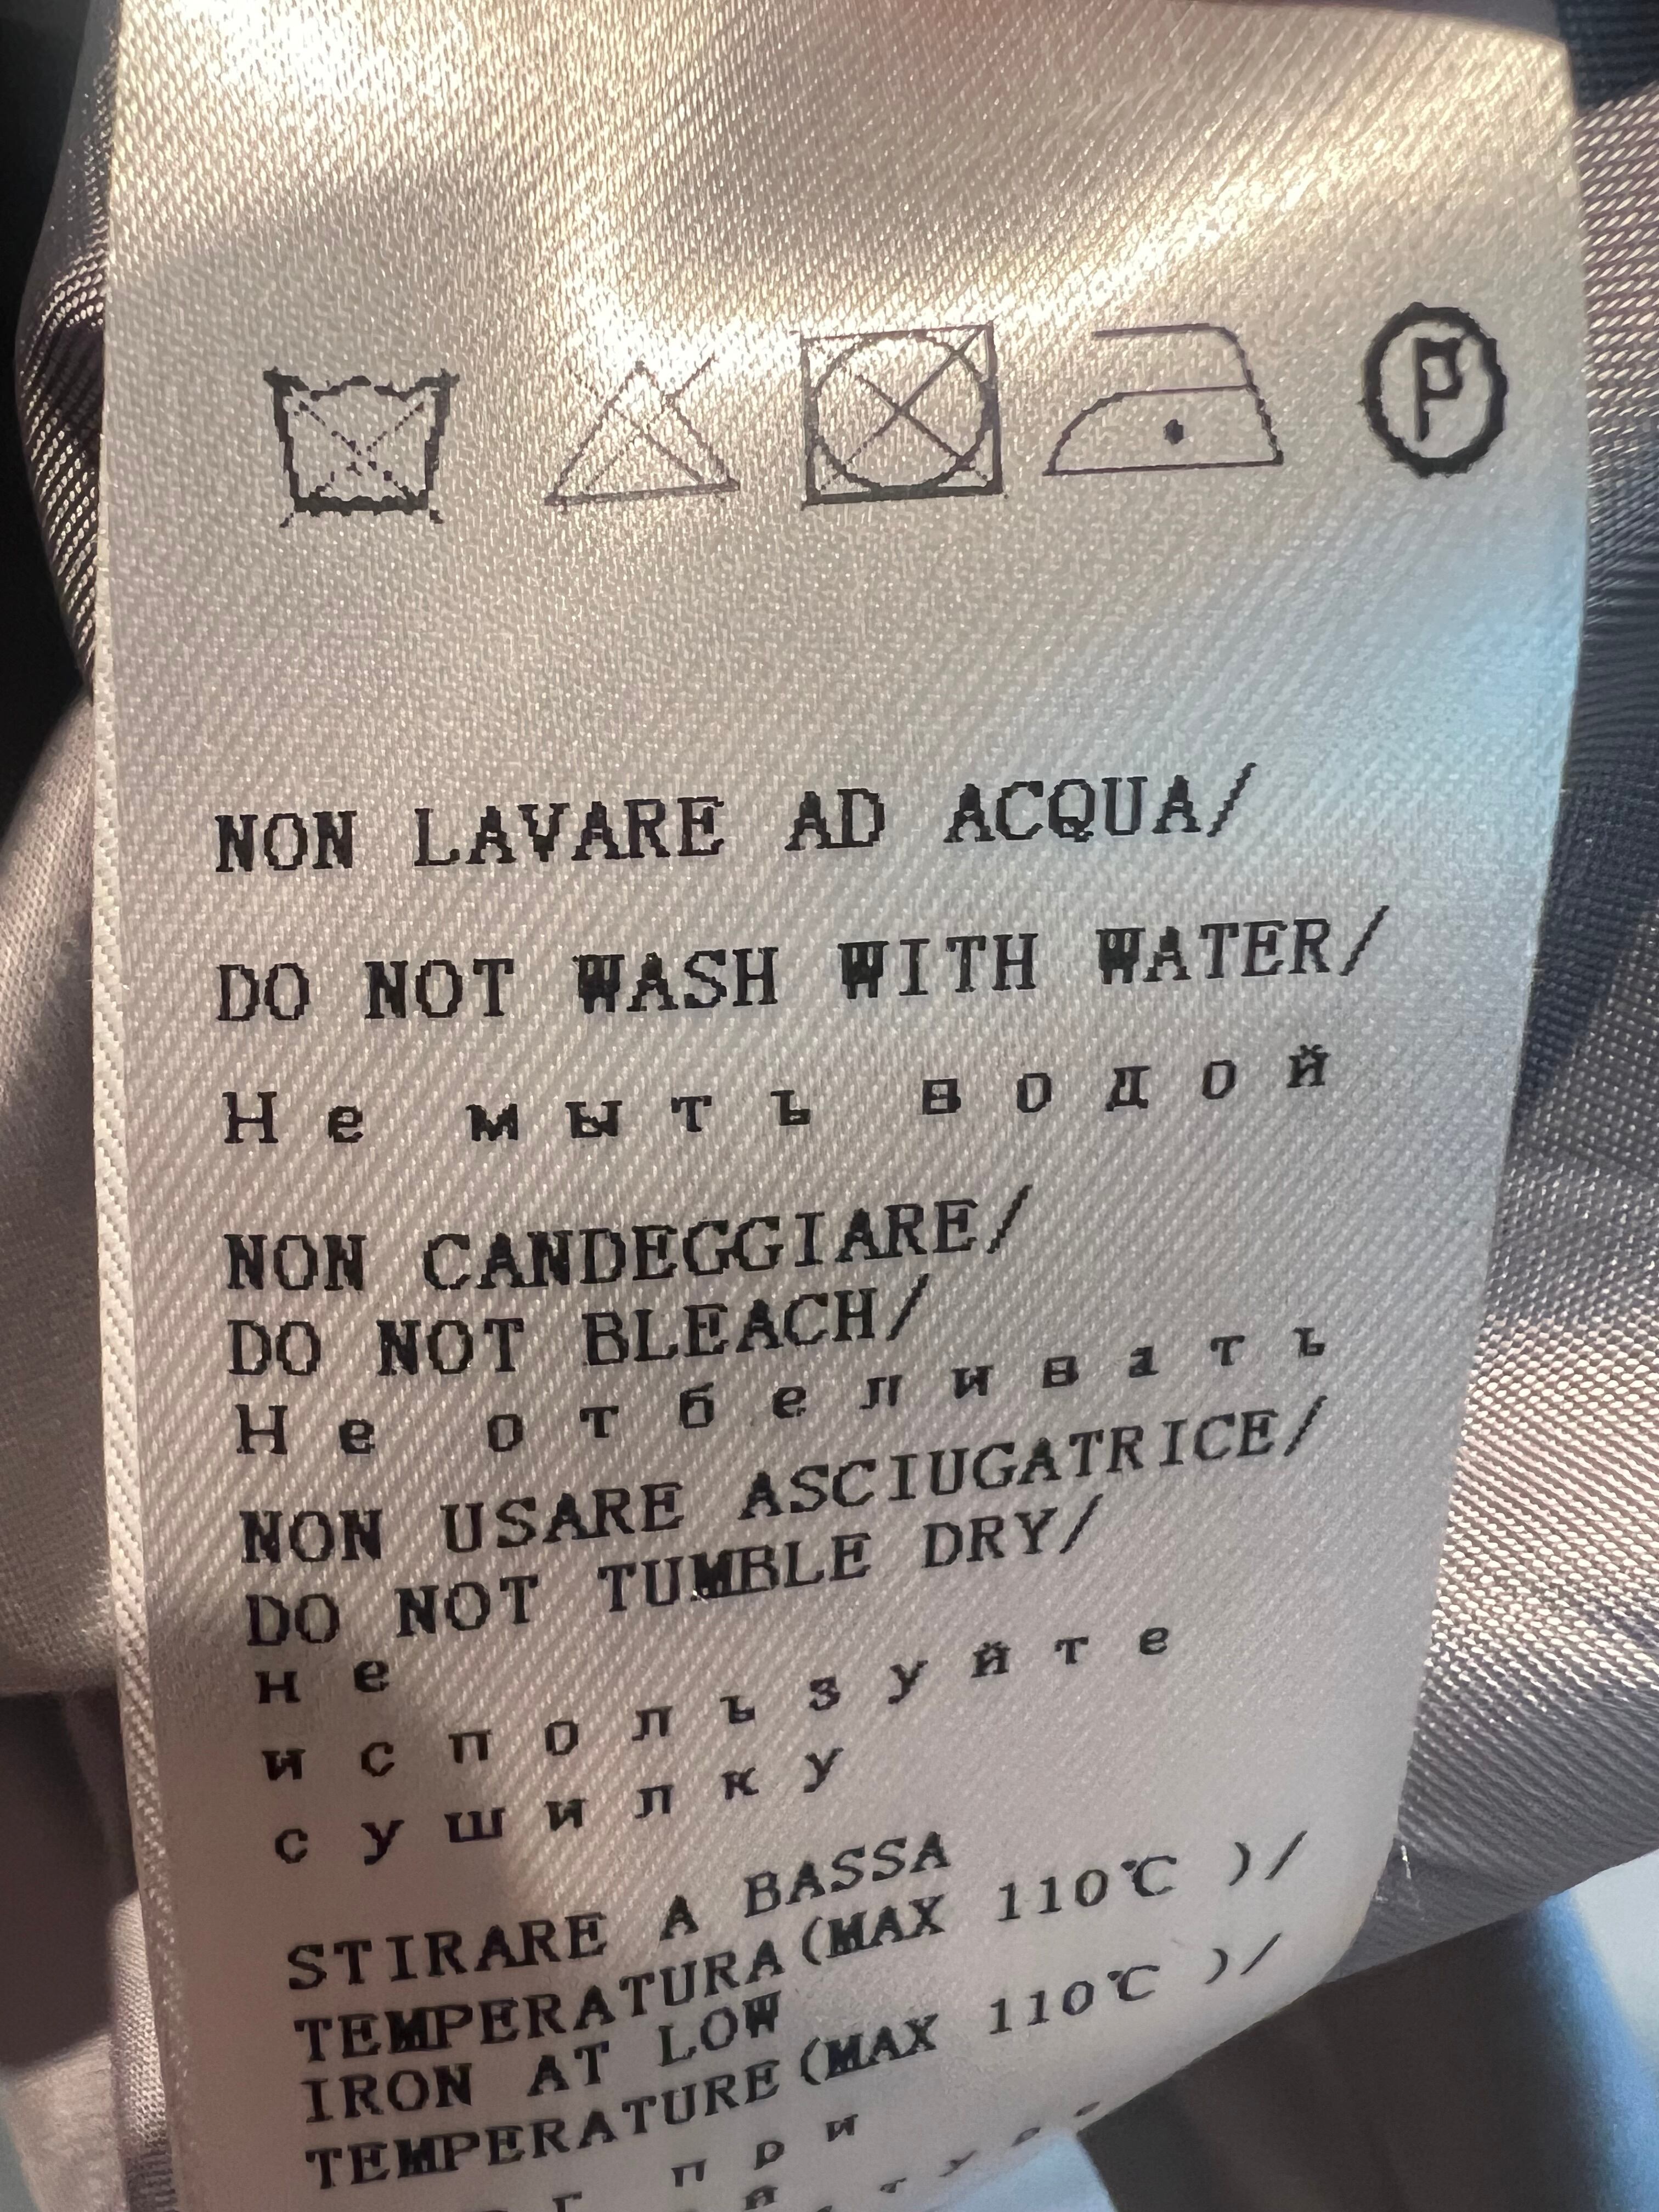 P
NON LAVARE AD ACQUA/
DO NOT WASH WITH WATER/
Не мыть водой
NON CANDEGGIARE/
DO NOT BLEACH/
Не отбеливать
NON USARE ASCIUGATRICE/
DO NOT TUMBLE DRY/
не
используйте
сушилку
STIRARE A BASSA
TEMPERATURA(MAX 110℃ )/
IRON AT LOW
TEMPERATURE(MAX 110℃ )/
при